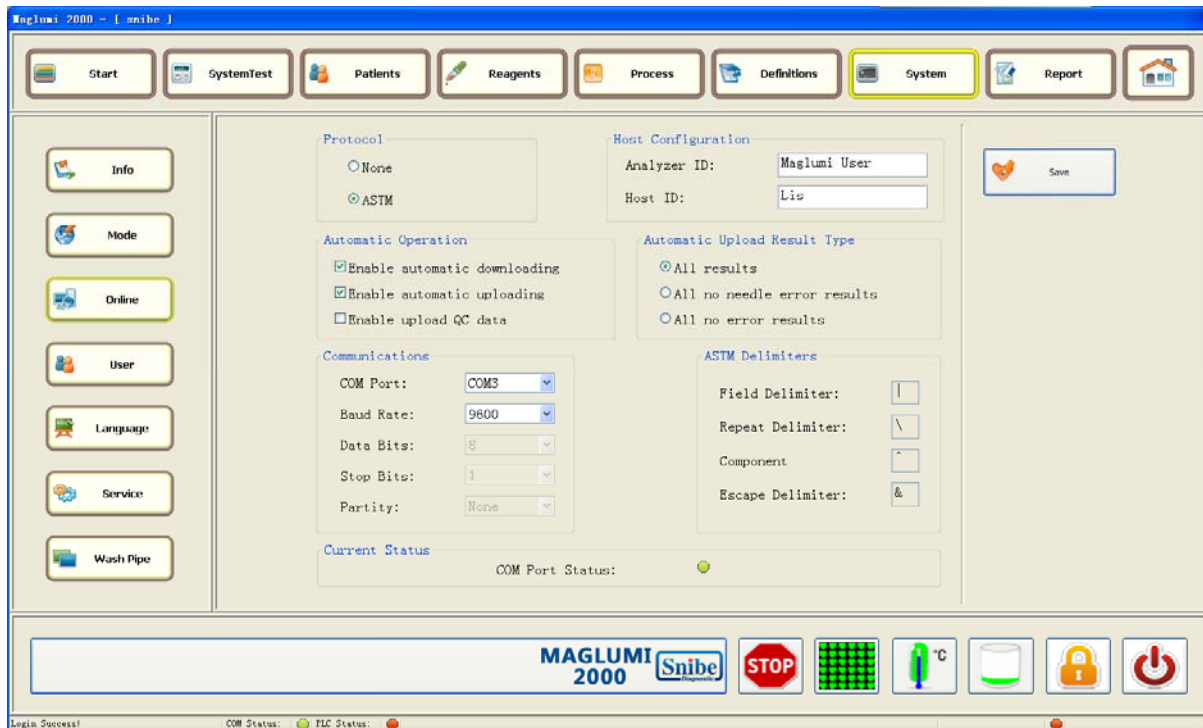 Maglumi 2000 - [ snibe ]
Start
SystemTest
Patients
Reagents
Process
Definitions
System
Report
Info
Mode
Online
User
Language
Service
Wash Pipe
Protocol
None
ASTM
Host Configuration
Analyzer ID: Maglumi User
Host ID: Lis
Save
Automatic Operation
Enable automatic downloading
Enable automatic uploading
Enable upload QC data
Automatic Upload Result Type
All results
All no needle error results
All no error results
Communications
COM Port: COM3
Baud Rate: 9600
Data Bits: 8
Stop Bits: 1
Partity: None
ASTM Delimiters
Field Delimiter: |
Repeat Delimiter: \
Component ^
Escape Delimiter: &
Current Status
COM Port Status:
MAGLUMI
2000
Snibe
Diagnostic
STOP
°C
Login Success!
COM Status:
PLC Status: